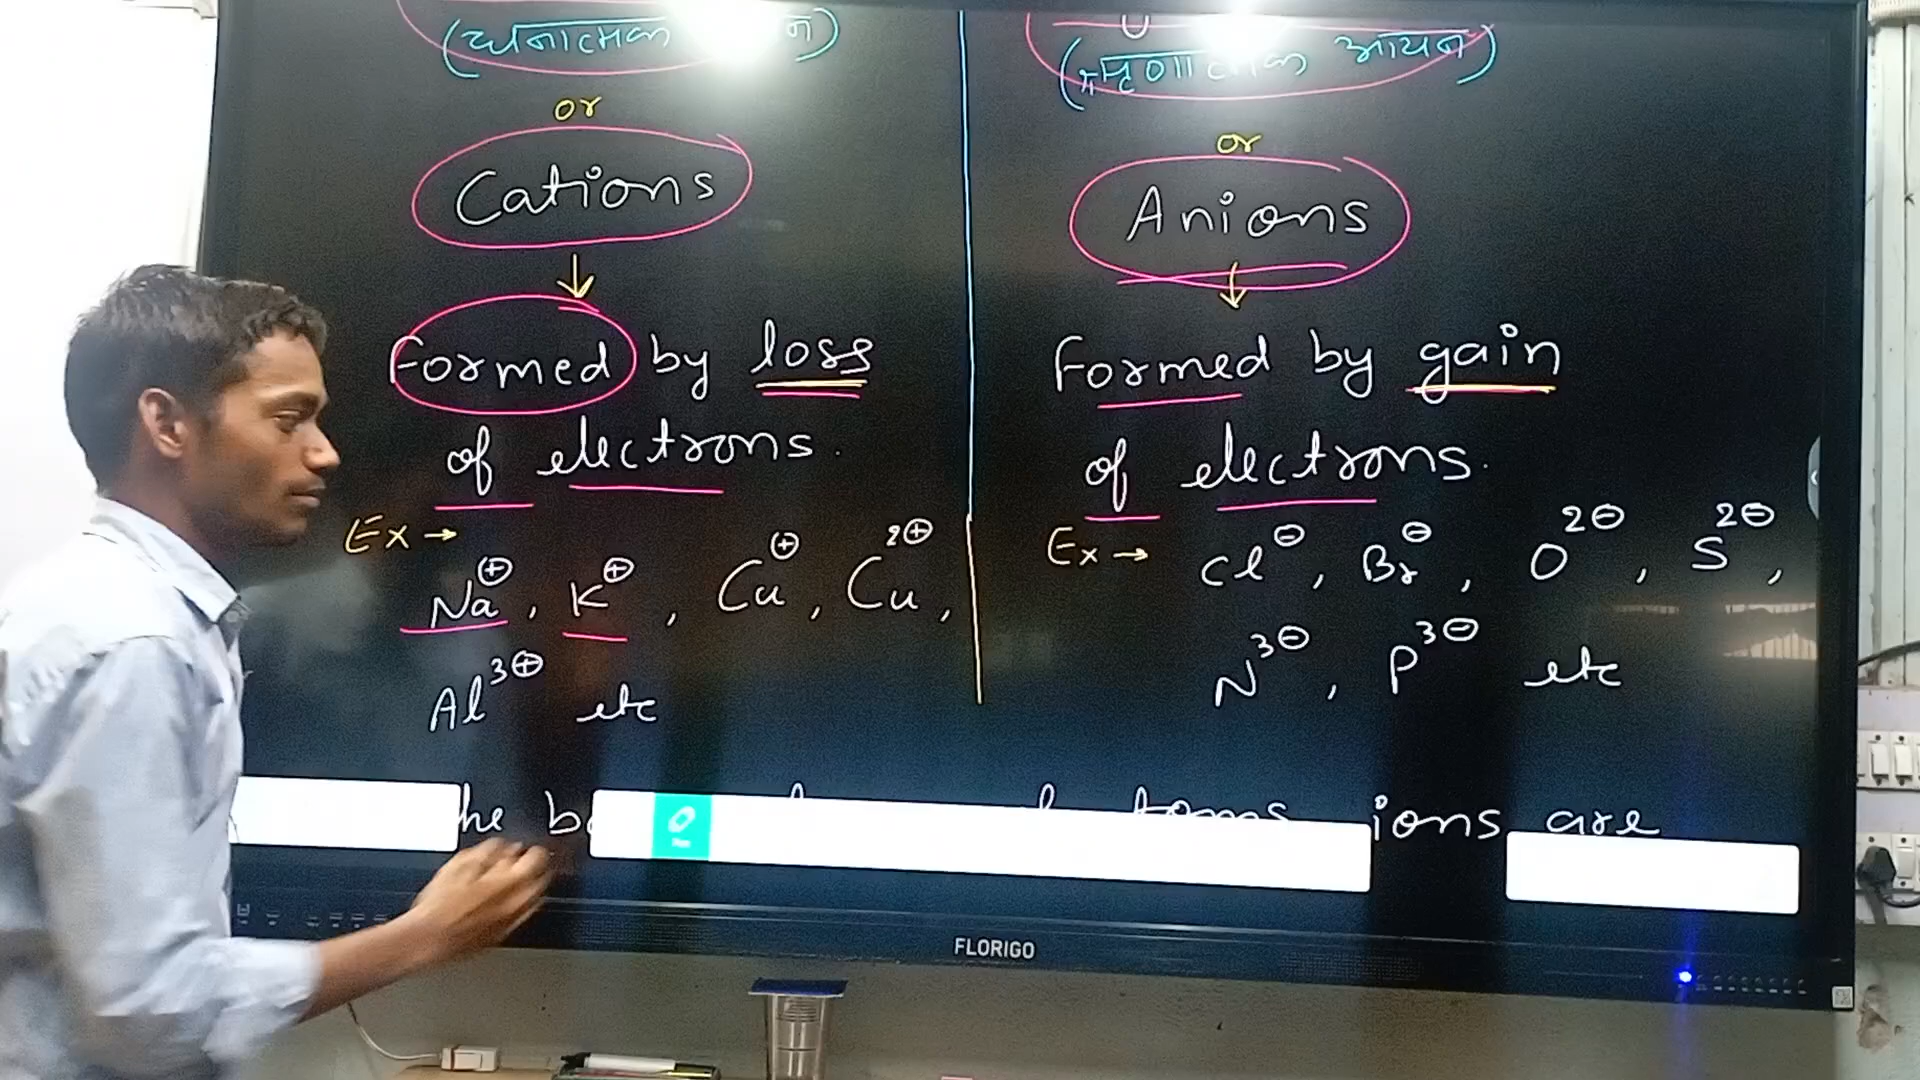 (धनात्मक
or
Cations
↓
Formed by loss
of electrons.
Ex →
Na⊕, K⊕, Cu⊕, Cu2⊕,
Al3⊕ etc
(ऋणात्मक आयन)
or
Anions
↓
Formed by gain
of electrons.
Ex →
Cl⊖, Br⊖, O2⊖, S2⊖,
N3⊖, P3⊖ etc
ions are
FLORIGO